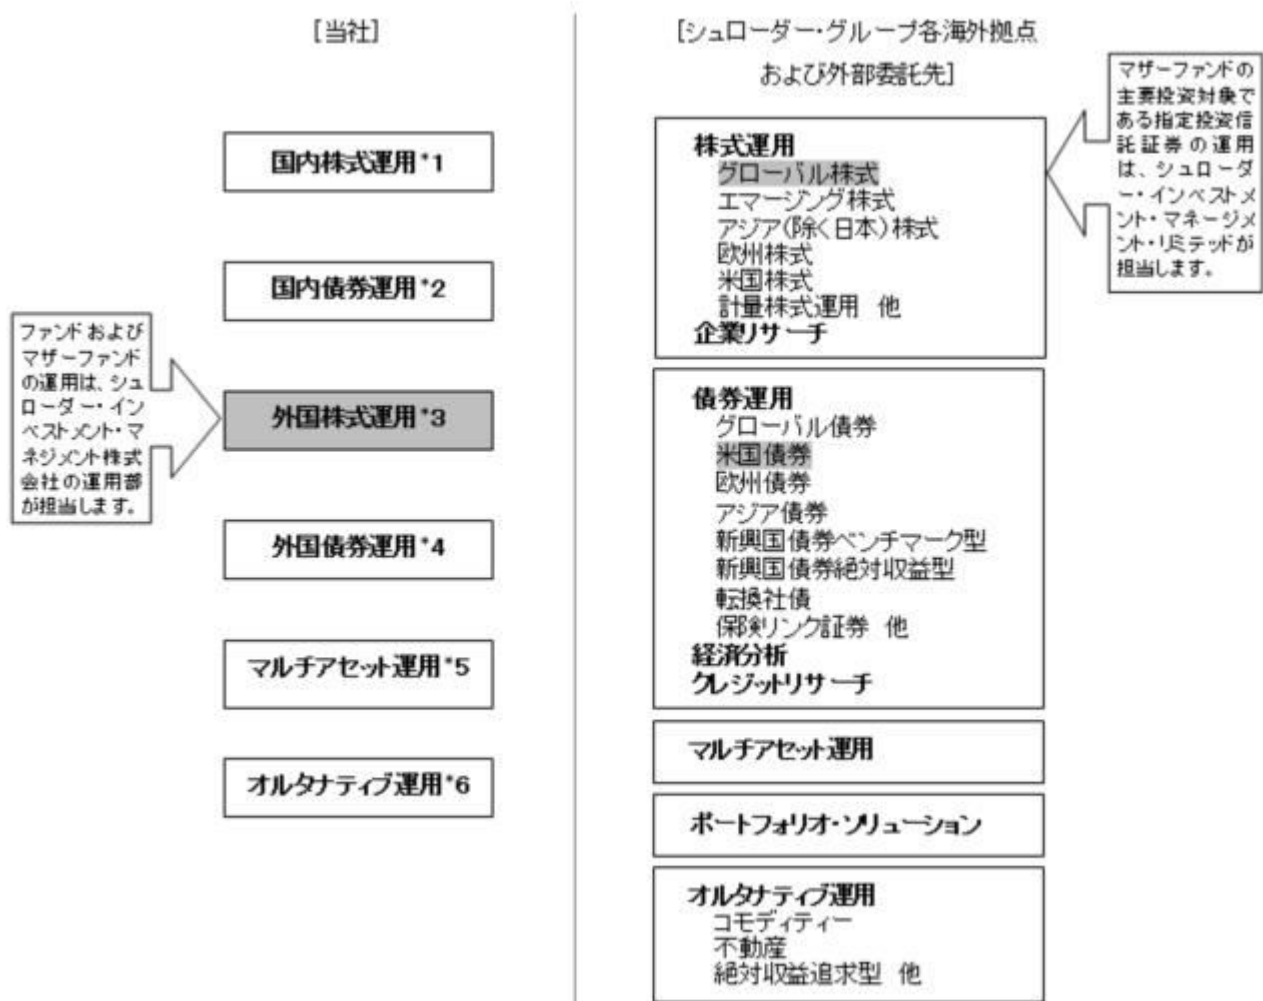 [当社]
国内株式運用*1
国内債券運用*2
ファンドおよび
マザーファンド
の運用は、シュ
ローダー・イン
ベストメント・マ
ネジメント株式
会社の運用部
が担当します。
外国株式運用*3
外国債券運用*4
マルチアセット運用*5
オルタナティブ運用*6
[シュローダー・グループ各海外拠点
および外部委託先]
マザーファンドの
主要投資対象で
ある指定投資信
託証券の運用
は、シュローダ
ー・インベストメ
ント・マネージメ
ント・リミテッドが
担当します。
株式運用
グローバル株式
エマージング株式
アジア(除く日本)株式
欧州株式
米国株式
計量株式運用 他
企業リサーチ
債券運用
グローバル債券
米国債券
欧州債券
アジア債券
新興国債券ベンチマーク型
新興国債券絶対収益型
転換社債
保険リンク証券 他
経済分析
クレジットリサーチ
マルチアセット運用
ポートフォリオ・ソリューション
オルタナティブ運用
コモディティー
不動産
絶対収益追求型 他